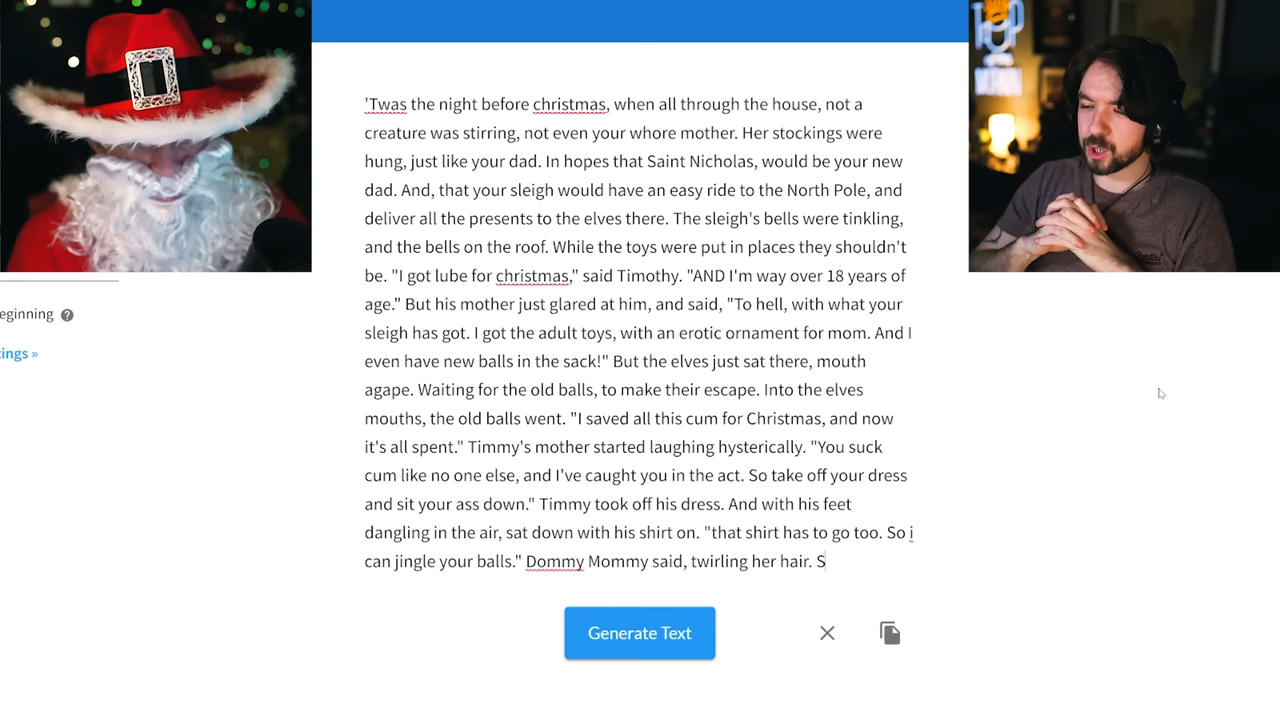 'Twas the night before christmas, when all through the house, not a
creature was stirring, not even your whore mother. Her stockings were
hung, just like your dad. In hopes that Saint Nicholas, would be your new
dad. And, that your sleigh would have an easy ride to the North Pole, and
deliver all the presents to the elves there. The sleigh's bells were tinkling,
and the bells on the roof. While the toys were put in places they shouldn't
be. "I got lube for christmas," said Timothy. "AND I'm way over 18 years of
age." But his mother just glared at him, and said, "To hell, with what your
sleigh has got. I got the adult toys, with an erotic ornament for mom. And I
even have new balls in the sack!" But the elves just sat there, mouth
agape. Waiting for the old balls, to make their escape. Into the elves
mouths, the old balls went. "I saved all this cum for Christmas, and now
it's all spent." Timmy's mother started laughing hysterically. "You suck
cum like no one else, and I've caught you in the act. So take off your dress
and sit your ass down." Timmy took off his dress. And with his feet
dangling in the air, sat down with his shirt on. "that shirt has to go too. So i
can jingle your balls." Dommy Mommy said, twirling her hair. S
eginning ?
tings »
Generate Text
TOP